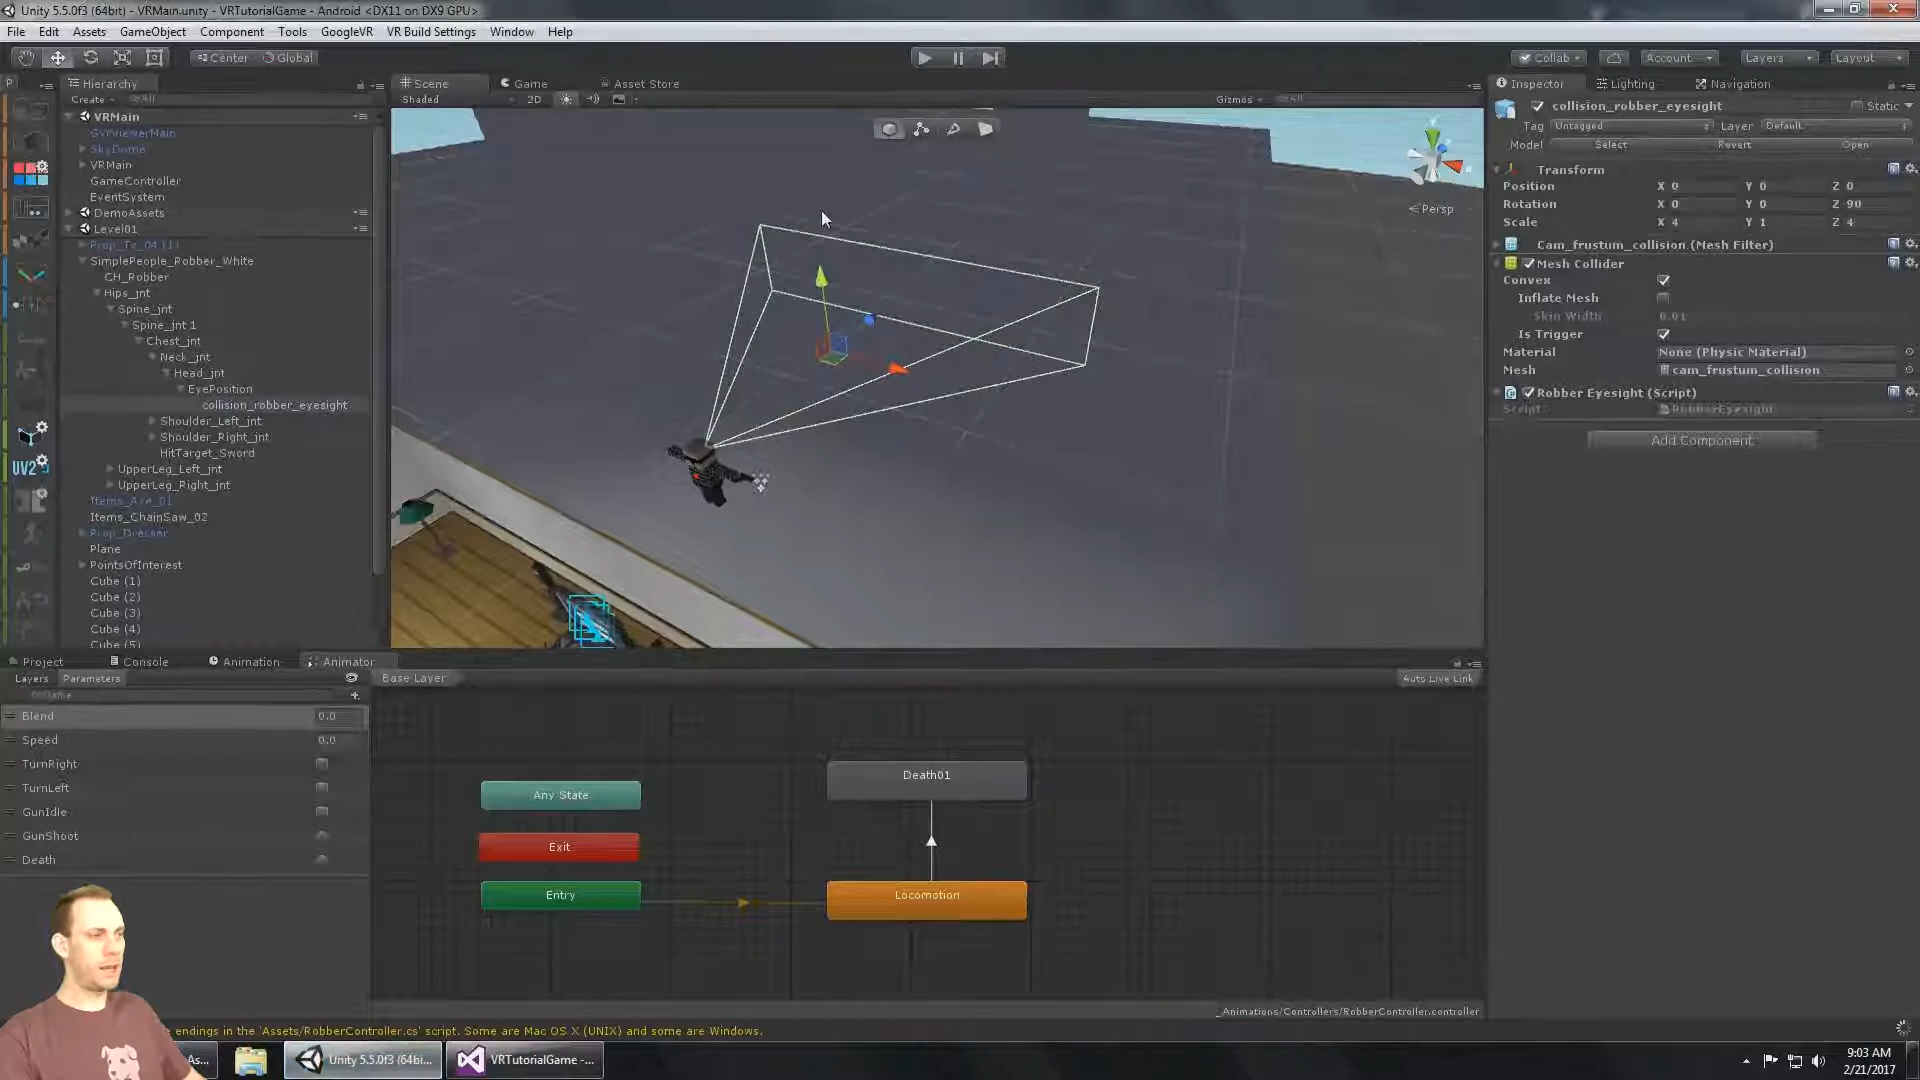 Unity 5.5.0f3 (64bit) - VRMain.unity - VRTutorialGame - Android <DX11 on DX9 GPU>
File Edit Assets GameObject Component Tools GoogleVR VR Build Settings Window Help
Center Global Collab Account Layers Layout
Hierarchy
Create All
VRMain
GvrViewerMain
SkyDome
VRMain
GameController
EventSystem
DemoAssets
Level01
Prop_Tv_04 (1)
SimplePeople_Robber_White
CH_Robber
Hips_jnt
Spine_jnt
Spine_jnt 1
Chest_jnt
Neck_jnt
Head_jnt
EyePosition
collision_robber_eyesight
Shoulder_Left_jnt
Shoulder_Right_jnt
HitTarget_Sword
UpperLeg_Left_jnt
UpperLeg_Right_jnt
Items_Axe_01
Items_ChainSaw_02
Prop_Dresser
Plane
PointsOfInterest
Cube (1)
Cube (2)
Cube (3)
Cube (4)
Cube (5)
UV2
Scene Game Asset Store
Shaded 2D Gizmos All
Persp
Inspector Lighting Navigation
collision_robber_eyesight Static
Tag Untagged Layer Default
Model Select Revert Open
Transform
Position X 0 Y 0 Z 0
Rotation X 0 Y 0 Z 90
Scale X 4 Y 1 Z 4
Cam_frustum_collision (Mesh Filter)
Mesh Collider
Convex
Inflate Mesh
Skin Width 0.01
Is Trigger
Material None (Physic Material)
Mesh cam_frustum_collision
Robber Eyesight (Script)
Script RobberEyesight
Add Component
Project Console Animation Animator
Layers Parameters Base Layer Auto Live Link
Name
Blend 0.0
Speed 0.0
TurnRight
TurnLeft
GunIdle
GunShoot
Death
Any State
Exit
Entry
Death01
Locomotion
Animations/Controllers/RobberController.controller
endings in the 'Assets/RobberController.cs' script. Some are Mac OS X (UNIX) and some are Windows.
As... Unity 5.5.0f3 (64bi... VRTutorialGame - ...
9:03 AM
2/21/2017